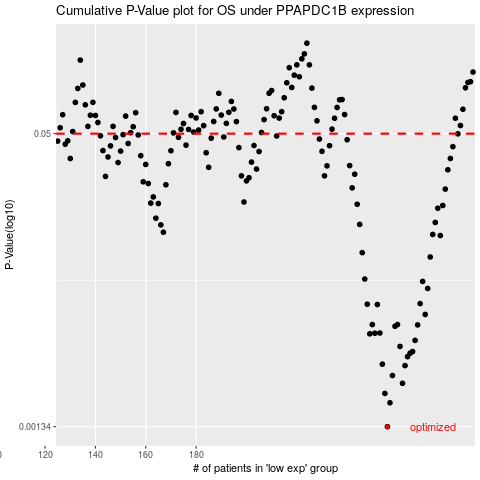 Cumulative P-Value plot for OS under PPAPDC1B expression
P-Value(log10)
0.05
0.00134
optimized
0 120 140 160 180
# of patients in 'low exp' group